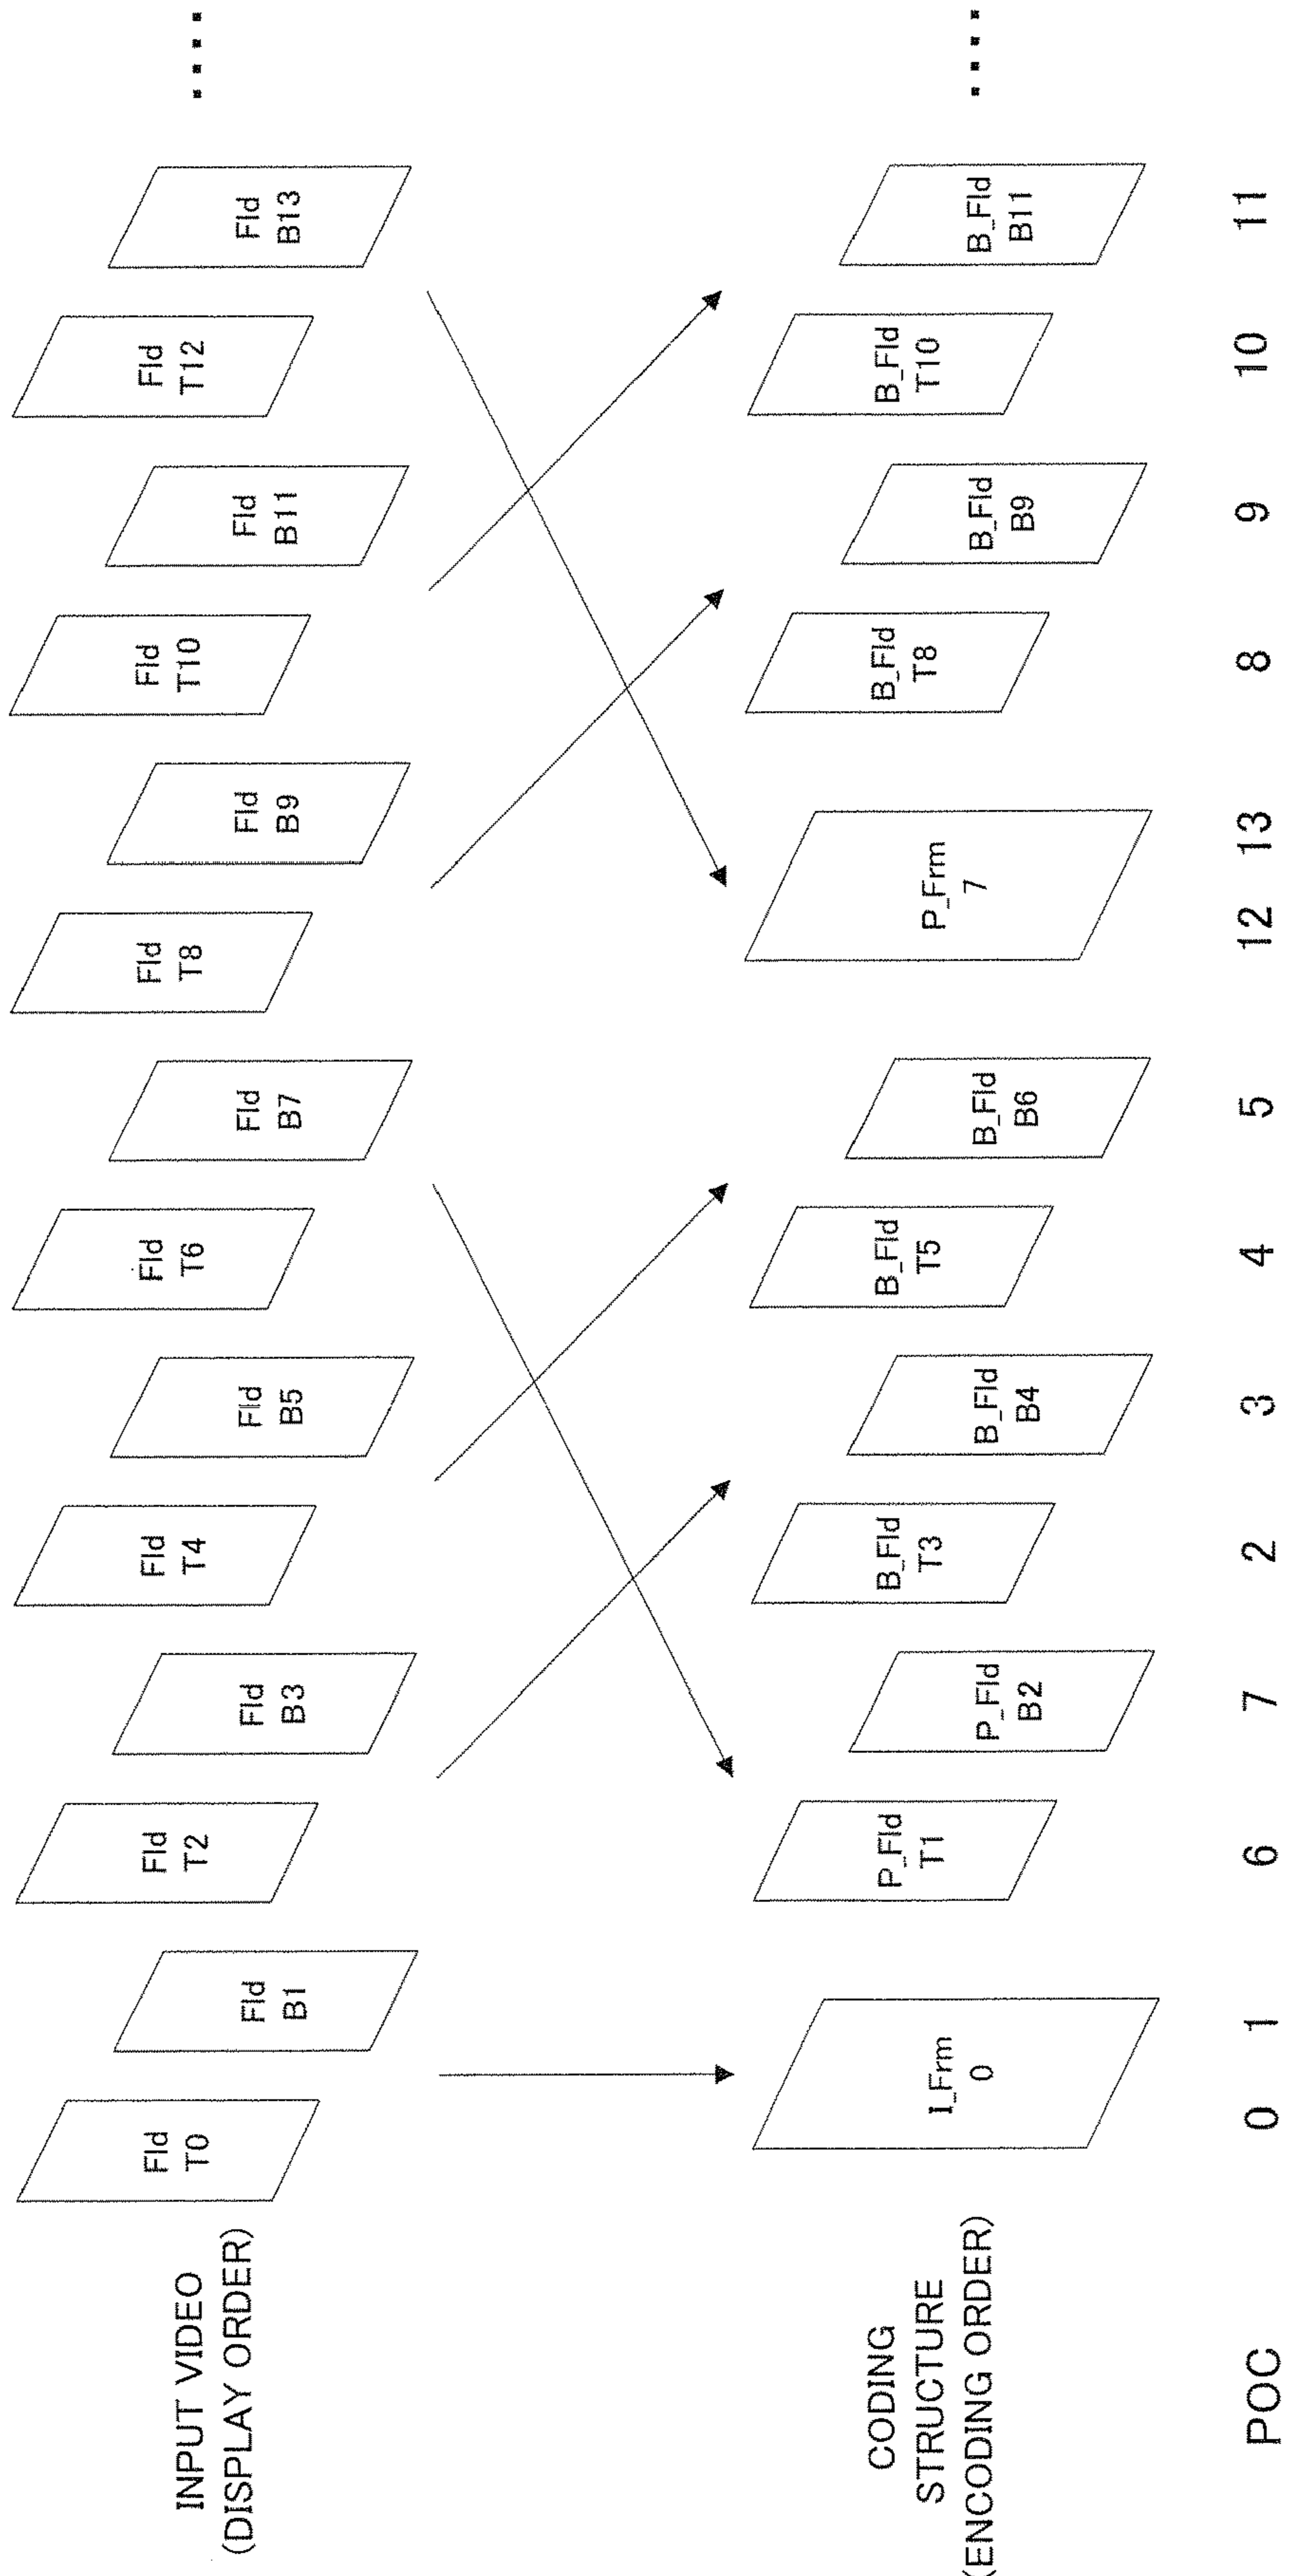 INPUT VIDEO
(DISPLAY ORDER)
Fld
T0
Fld
B1
Fld
T2
Fld
B3
Fld
T4
Fld
B5
Fld
T6
Fld
B7
Fld
T8
Fld
B9
Fld
T10
Fld
B11
Fld
T12
Fld
B13
CODING
STRUCTURE
(ENCODING ORDER)
I_Frm
0
P_Fld
T1
P_Fld
B2
B_Fld
T3
B_Fld
B4
B_Fld
T5
B_Fld
B6
P_Frm
7
B_Fld
T8
B_Fld
B9
B_Fld
T10
B_Fld
B11
POC 0 1 6 7 2 3 4 5 12 13 8 9 10 11